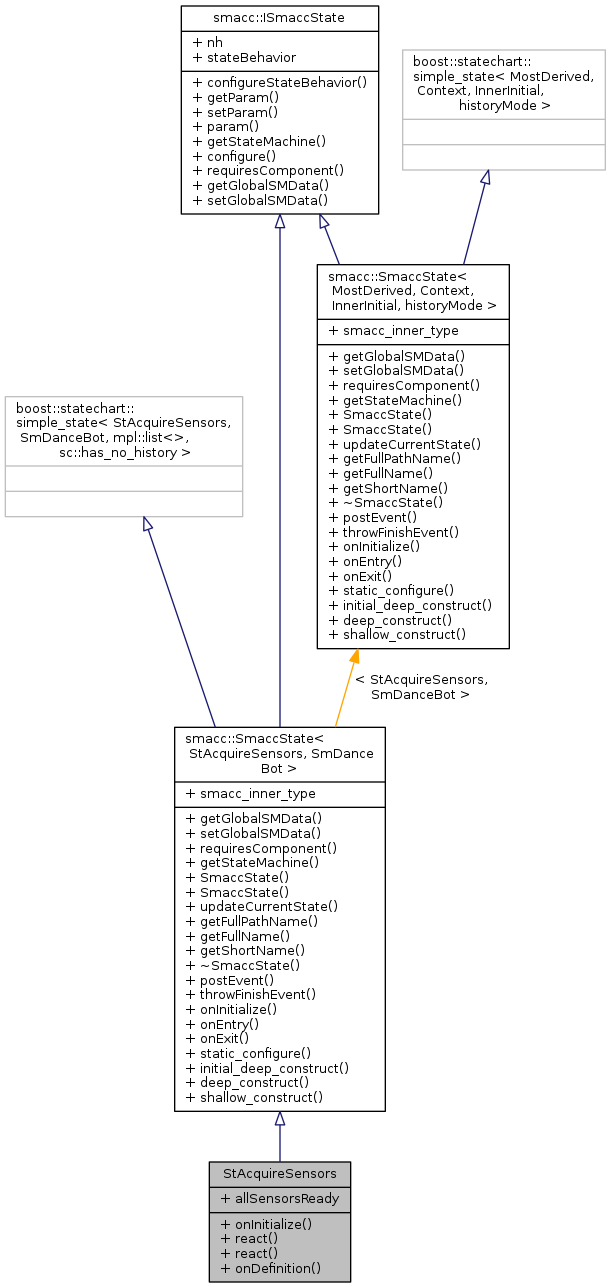 smacc::ISmaccState
+ nh
+ stateBehavior
+ configureStateBehavior()
+ getParam()
+ setParam()
+ param()
+ getStateMachine()
+ configure()
+ requiresComponent()
+ getGlobalSMData()
+ setGlobalSMData()
boost::statechart::
simple_state< MostDerived,
Context, InnerInitial,
historyMode >
smacc::SmaccState<
MostDerived, Context,
InnerInitial, historyMode >
+ smacc_inner_type
+ getGlobalSMData()
+ setGlobalSMData()
+ requiresComponent()
+ getStateMachine()
+ SmaccState()
+ SmaccState()
+ updateCurrentState()
+ getFullPathName()
+ getFullName()
+ getShortName()
+ ~SmaccState()
+ postEvent()
+ throwFinishEvent()
+ onInitialize()
+ onEntry()
+ onExit()
+ static_configure()
+ initial_deep_construct()
+ deep_construct()
+ shallow_construct()
boost::statechart::
simple_state< StAcquireSensors,
SmDanceBot, mpl::list<>,
sc::has_no_history >
< StAcquireSensors,
SmDanceBot >
smacc::SmaccState<
StAcquireSensors, SmDance
Bot >
+ smacc_inner_type
+ getGlobalSMData()
+ setGlobalSMData()
+ requiresComponent()
+ getStateMachine()
+ SmaccState()
+ SmaccState()
+ updateCurrentState()
+ getFullPathName()
+ getFullName()
+ getShortName()
+ ~SmaccState()
+ postEvent()
+ throwFinishEvent()
+ onInitialize()
+ onEntry()
+ onExit()
+ static_configure()
+ initial_deep_construct()
+ deep_construct()
+ shallow_construct()
StAcquireSensors
+ allSensorsReady
+ onInitialize()
+ react()
+ react()
+ onDefinition()